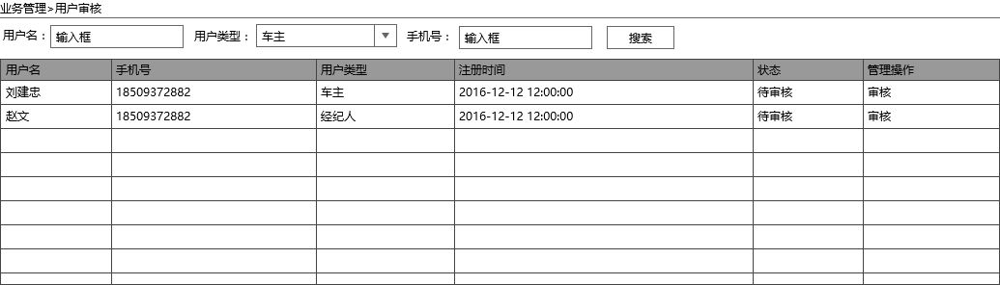 业务管理>用户审核
用户名： 输入框 用户类型： 车主 手机号： 输入框 搜索
用户名 手机号 用户类型 注册时间 状态 管理操作
刘建忠 18509372882 车主 2016-12-12 12:00:00 待审核 审核
赵文 18509372882 经纪人 2016-12-12 12:00:00 待审核 审核